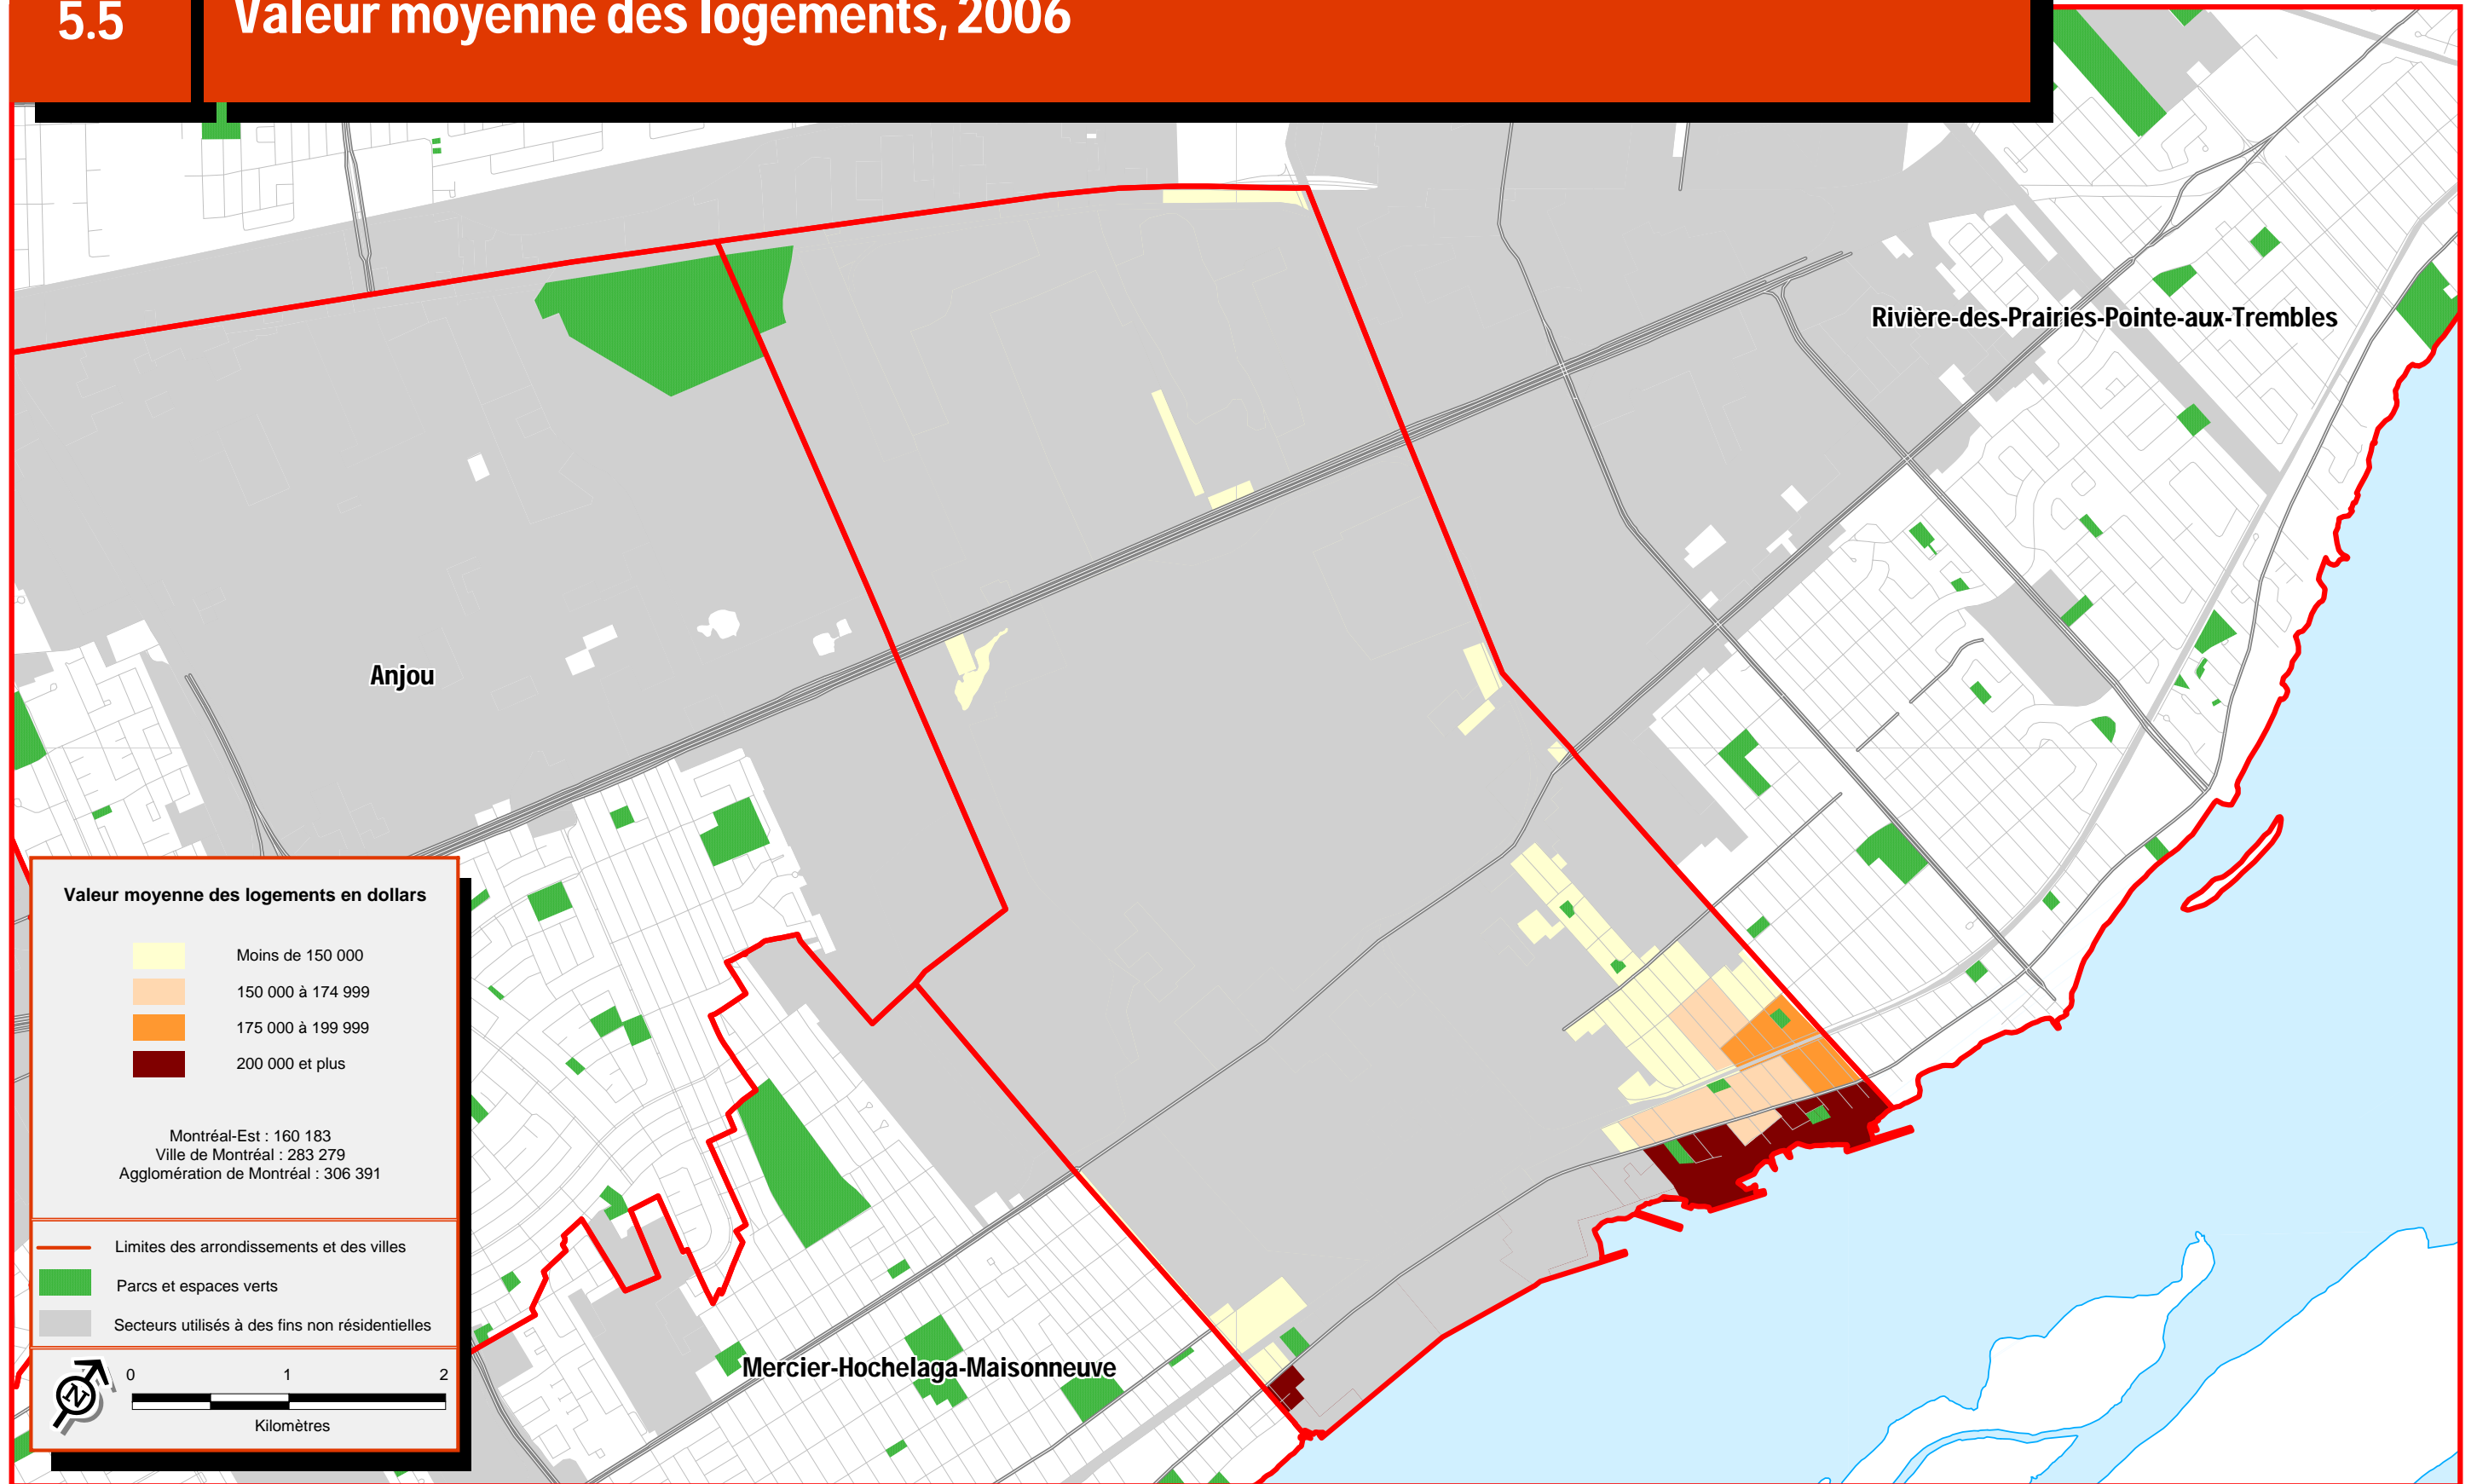 5.5
Valeur moyenne des logements, 2006
Rivière-des-Prairies-Pointe-aux-Trembles
Anjou
Mercier-Hochelaga-Maisonneuve
Valeur moyenne des logements en dollars
Moins de 150 000
150 000 à 174 999
175 000 à 199 999
200 000 et plus
Montréal-Est : 160 183
Ville de Montréal : 283 279
Agglomération de Montréal : 306 391
Limites des arrondissements et des villes
Parcs et espaces verts
Secteurs utilisés à des fins non résidentielles
N
0 1 2
Kilomètres